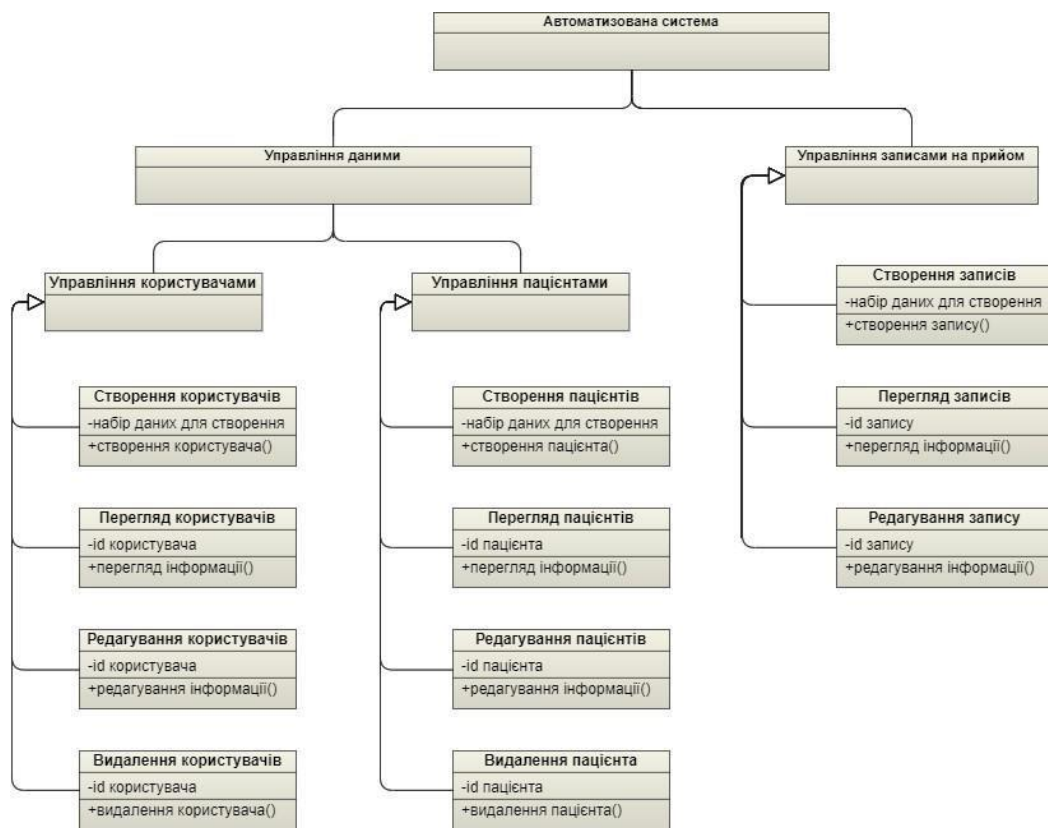 Автоматизована система
Управління даними
Управління записами на прийом
Управління користувачами
Управління пацієнтами
Створення записів
-набір даних для створення
+створення запису()
Створення користувачів
-набір даних для створення
+створення користувача()
Створення пацієнтів
-набір даних для створення
+створення пацієнта()
Перегляд записів
-id запису
+перегляд інформації()
Перегляд користувачів
-id користувача
+перегляд інформації()
Перегляд пацієнтів
-id пацієнта
+перегляд інформації()
Редагування запису
-id запису
+редагування інформації()
Редагування користувачів
-id користувача
+редагування інформації()
Редагування пацієнтів
-id пацієнта
+редагування інформації()
Видалення користувачів
-id користувача
+видалення користувача()
Видалення пацієнта
-id пацієнта
+видалення пацієнта()